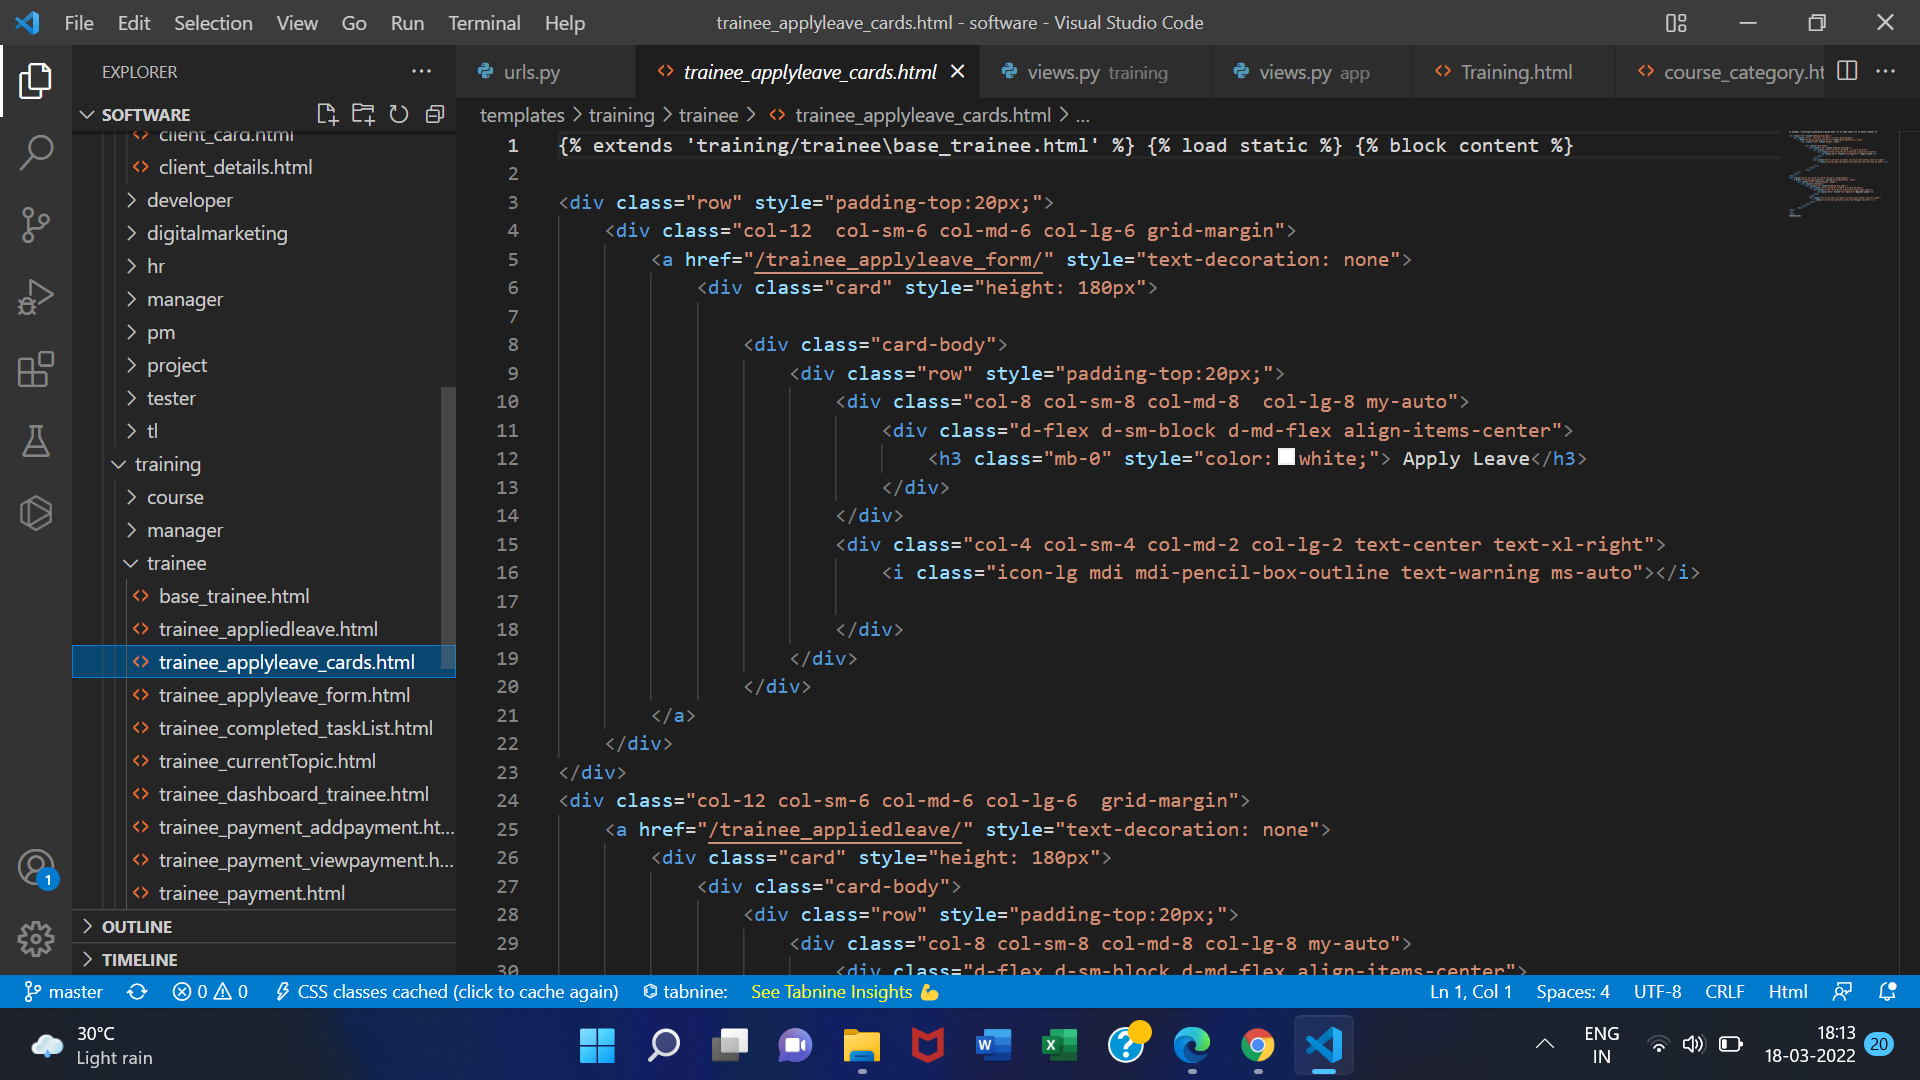 File Edit Selection View Go Run Terminal Help
trainee_applyleave_cards.html - software - Visual Studio Code
EXPLORER
urls.py
trainee_applyleave_cards.html
views.py training
views.py app
Training.html
course_category.ht
SOFTWARE
templates > training > trainee > trainee_applyleave_cards.html > ...
client_card.html
client_details.html
developer
digitalmarketing
hr
manager
pm
project
tester
tl
training
course
manager
trainee
base_trainee.html
trainee_appliedleave.html
trainee_applyleave_cards.html
trainee_applyleave_form.html
trainee_completed_taskList.html
trainee_currentTopic.html
trainee_dashboard_trainee.html
trainee_payment_addpayment.ht...
trainee_payment_viewpayment.h...
trainee_payment.html
OUTLINE
TIMELINE
1 {% extends 'training/trainee\base_trainee.html' %} {% load static %} {% block content %}
2
3 <div class="row" style="padding-top:20px;">
4 <div class="col-12  col-sm-6 col-md-6 col-lg-6 grid-margin">
5 <a href="/trainee_applyleave_form/" style="text-decoration: none">
6 <div class="card" style="height: 180px">
7
8 <div class="card-body">
9 <div class="row" style="padding-top:20px;">
10 <div class="col-8 col-sm-8 col-md-8  col-lg-8 my-auto">
11 <div class="d-flex d-sm-block d-md-flex align-items-center">
12 <h3 class="mb-0" style="color:white;"> Apply Leave</h3>
13 </div>
14 </div>
15 <div class="col-4 col-sm-4 col-md-2 col-lg-2 text-center text-xl-right">
16 <i class="icon-lg mdi mdi-pencil-box-outline text-warning ms-auto"></i>
17
18 </div>
19 </div>
20 </div>
21 </a>
22 </div>
23 </div>
24 <div class="col-12 col-sm-6 col-md-6 col-lg-6  grid-margin">
25 <a href="/trainee_appliedleave/" style="text-decoration: none">
26 <div class="card" style="height: 180px">
27 <div class="card-body">
28 <div class="row" style="padding-top:20px;">
29 <div class="col-8 col-sm-8 col-md-8 col-lg-8 my-auto">
30 <div class="d-flex d-sm-block d-md-flex align-items-center">
1
master 0 0 CSS classes cached (click to cache again) tabnine: See Tabnine Insights Ln 1, Col 1 Spaces: 4 UTF-8 CRLF Html
30°C
Light rain
ENG
IN
18:13
18-03-2022
20